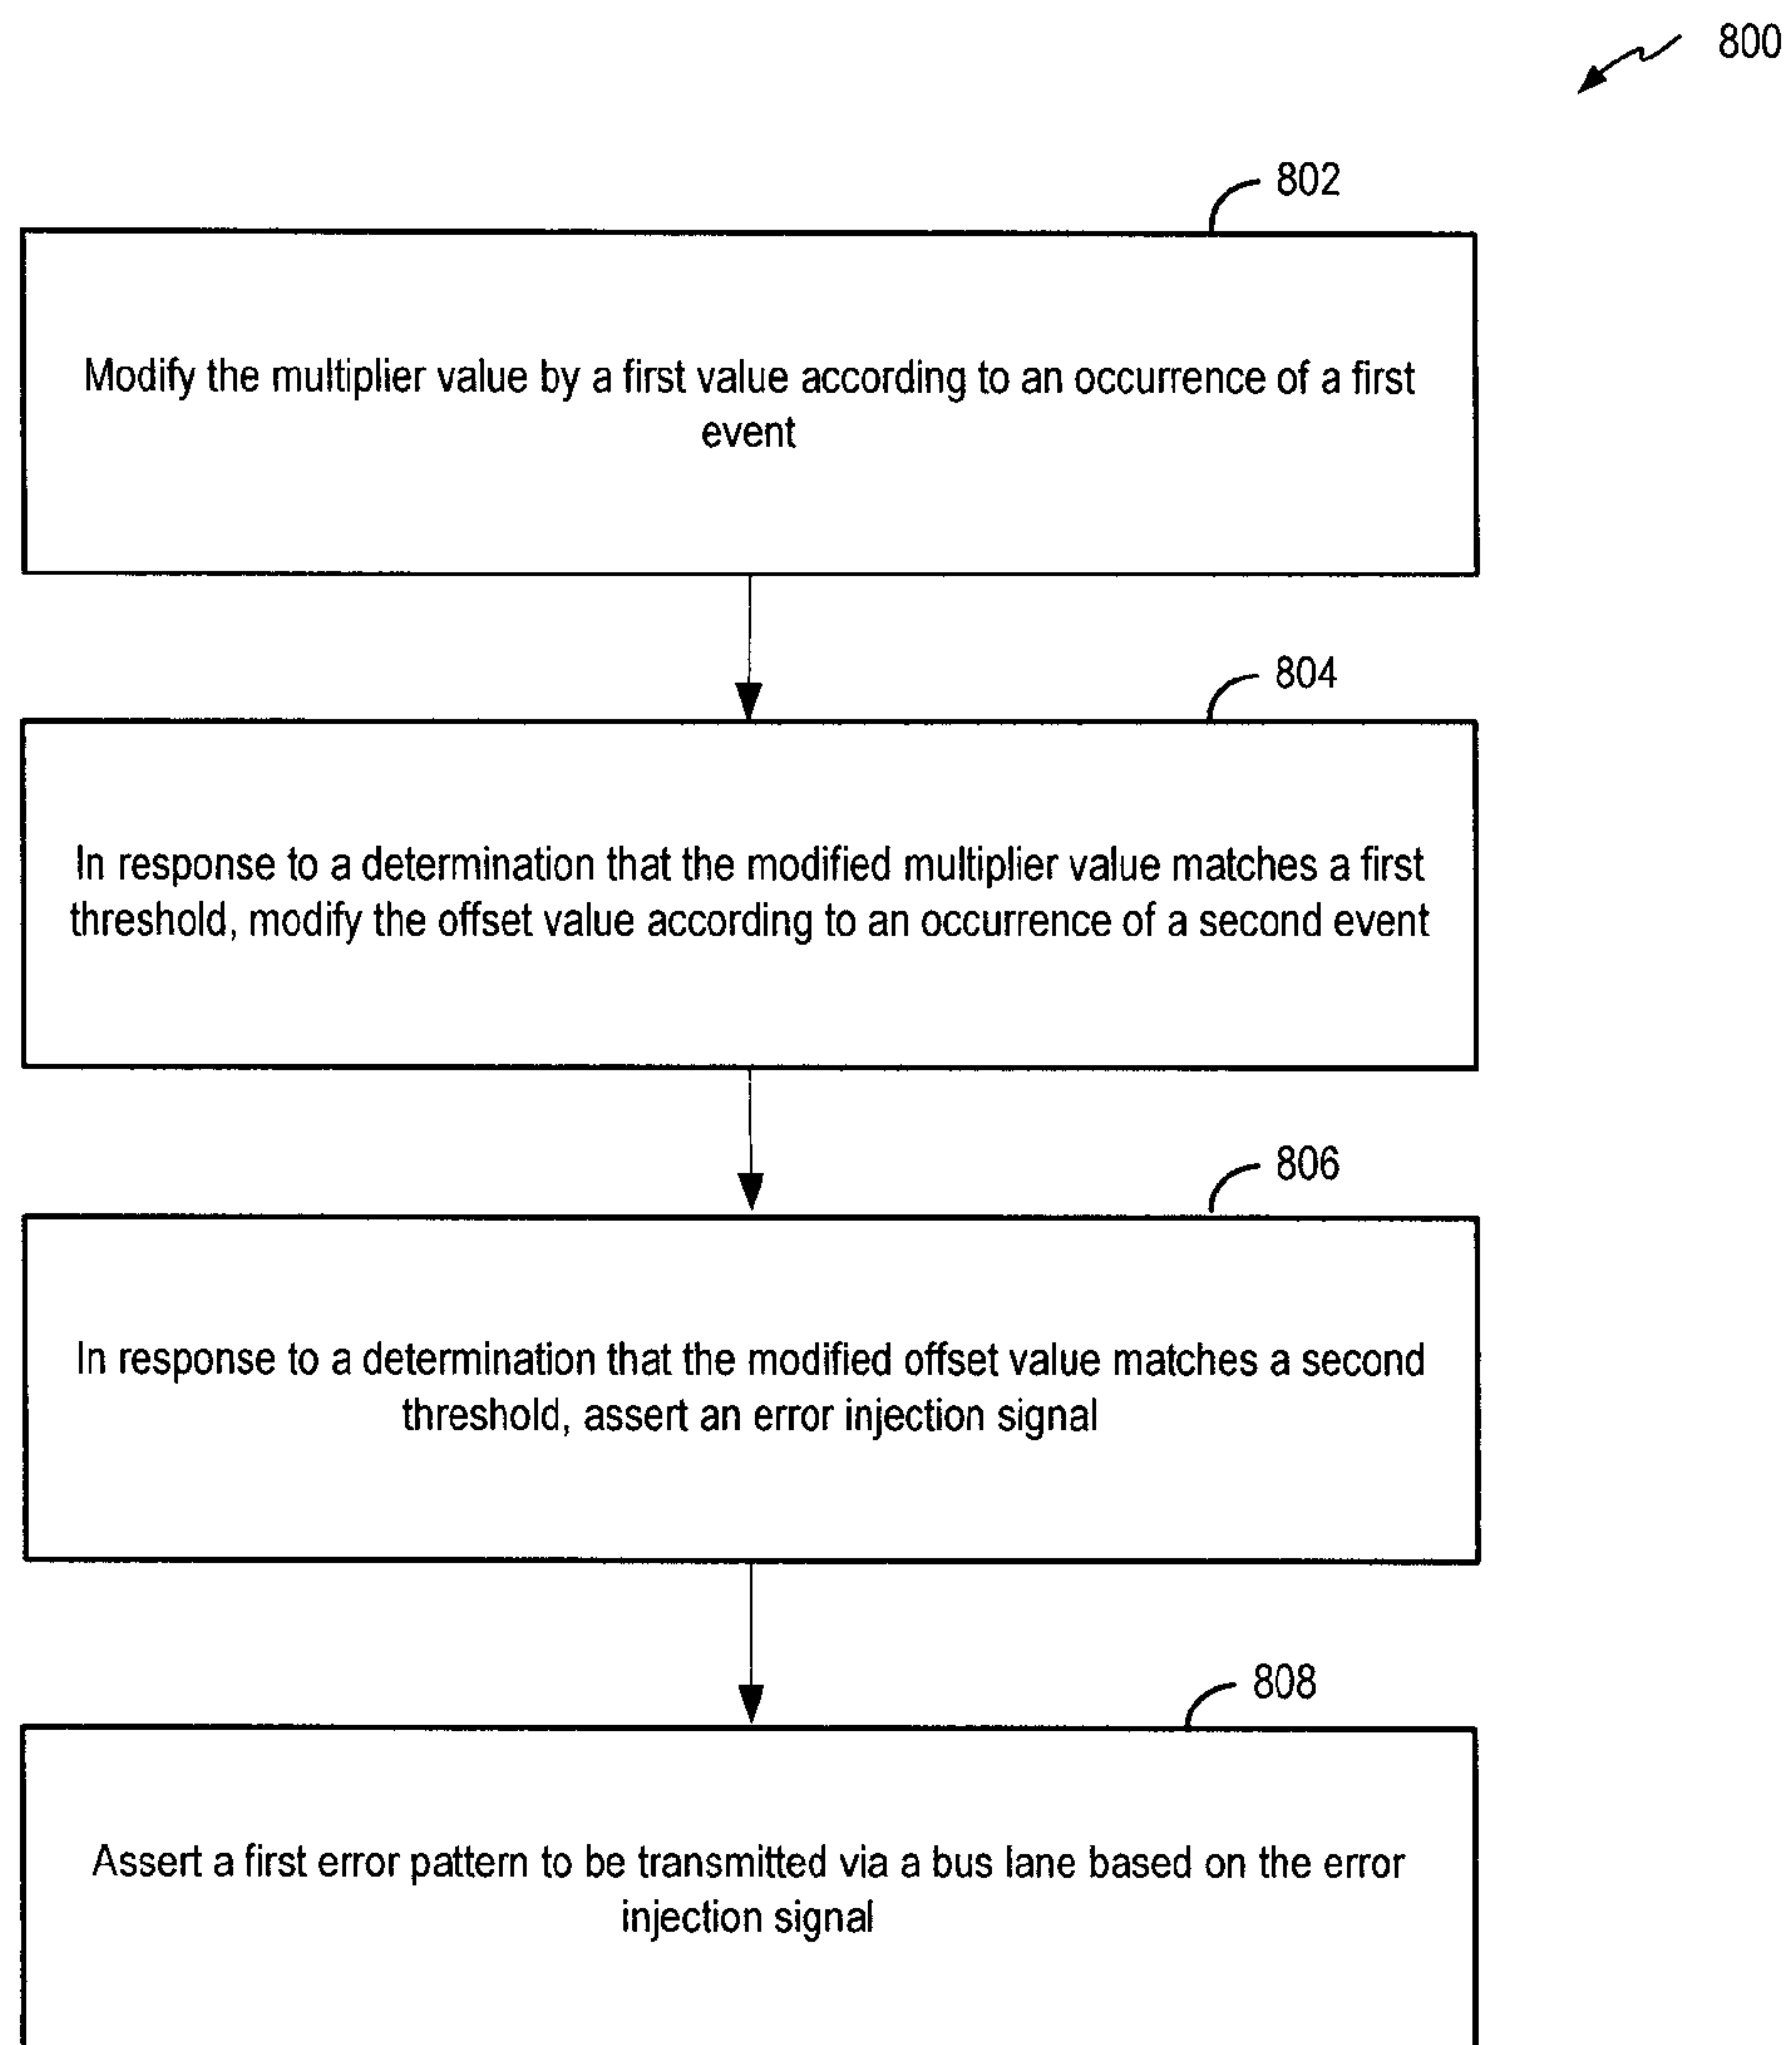 800
802
Modify the multiplier value by a first value according to an occurrence of a first
event
804
In response to a determination that the modified multiplier value matches a first
threshold, modify the offset value according to an occurrence of a second event
806
In response to a determination that the modified offset value matches a second
threshold, assert an error injection signal
808
Assert a first error pattern to be transmitted via a bus lane based on the error
injection signal